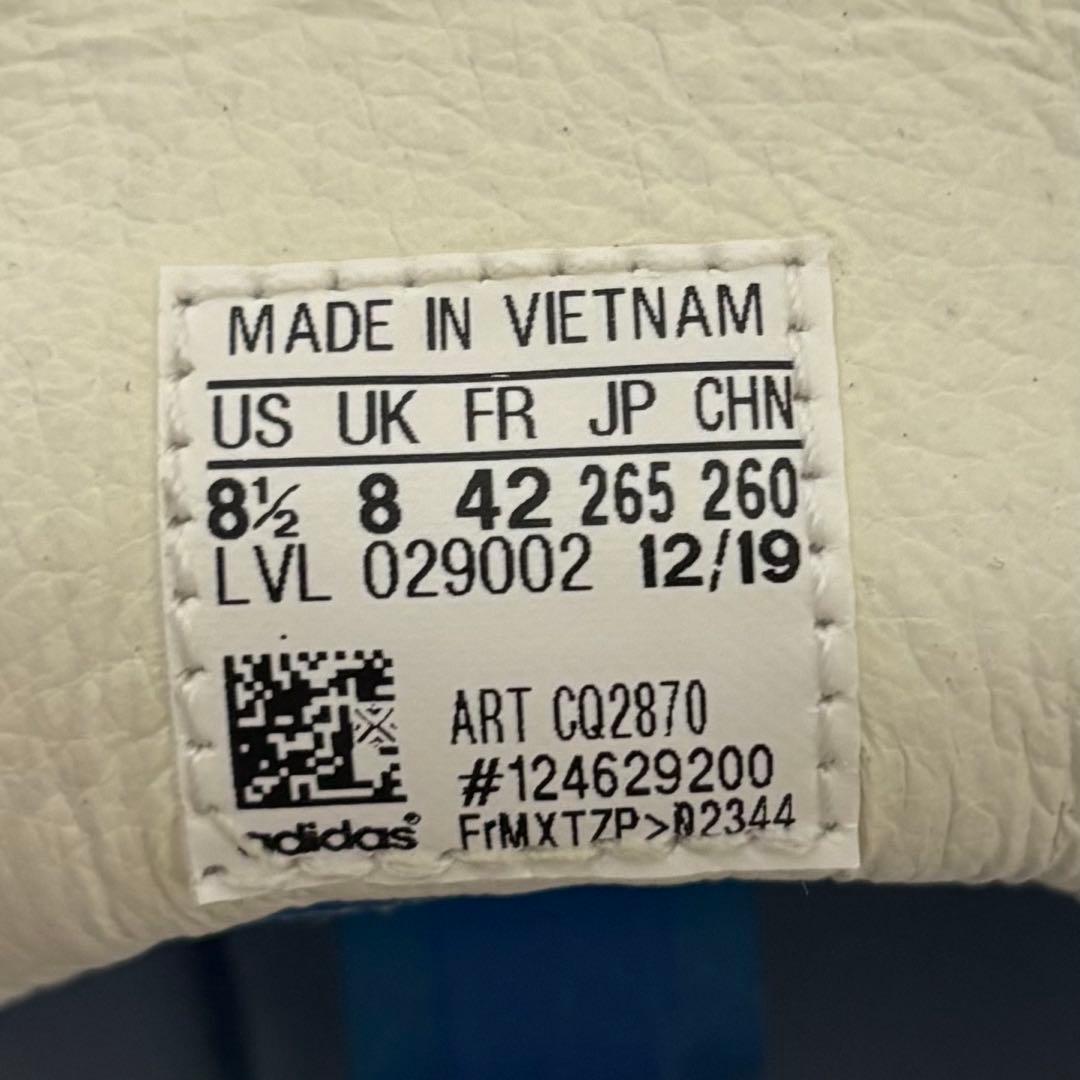 MADE IN VIETNAM
US UK FR JP CHN
8½ 8 42 265 260
LVL 029002 12/19
ART CQ2870
#124629200
adidas®
FrMXTZP>02344